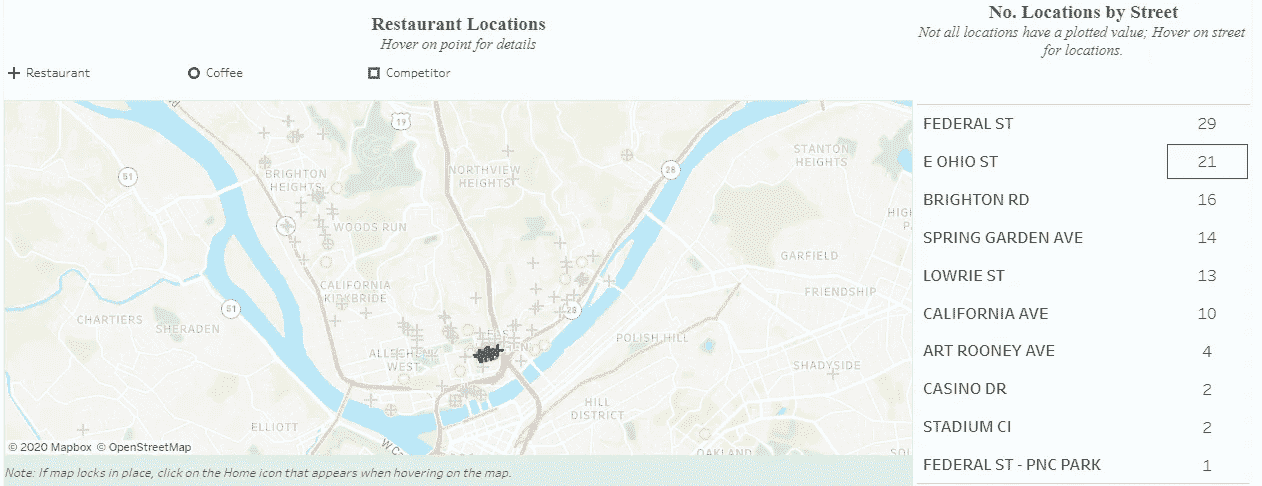 Restaurant Locations
Hover on point for details
Restaurant
Coffee
Competitor
No. Locations by Street
Not all locations have a plotted value; Hover on street
for locations.
19
51
28
STANTON
HEIGHTS
BRIGHTON
HEIGHTS
NORTHVIEW
HEIGHTS
WOODS RUN
GARFIELD
CALIFORNIA
KIRKBRIDE
51
28
FRIENDSHIP
CHARTIERS
SHERADEN
POLISH HILL
ALLEGHENY
WEST
SHADYSIDE
HILL
DISTRICT
ELLIOTT
OAKLAND
© 2020 Mapbox © OpenStreetMap
Note: If map locks in place, click on the Home icon that appears when hovering on the map.
FEDERAL ST 29
E OHIO ST 21
BRIGHTON RD 16
SPRING GARDEN AVE 14
LOWRIE ST 13
CALIFORNIA AVE 10
ART ROONEY AVE 4
CASINO DR 2
STADIUM CI 2
FEDERAL ST - PNC PARK 1